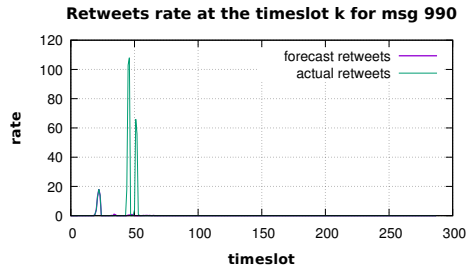 Retweets rate at the timeslot k for msg 990
120
100
80
60
40
20
0
rate
forecast retweets
actual retweets
0 50 100 150 200 250 300
timeslot